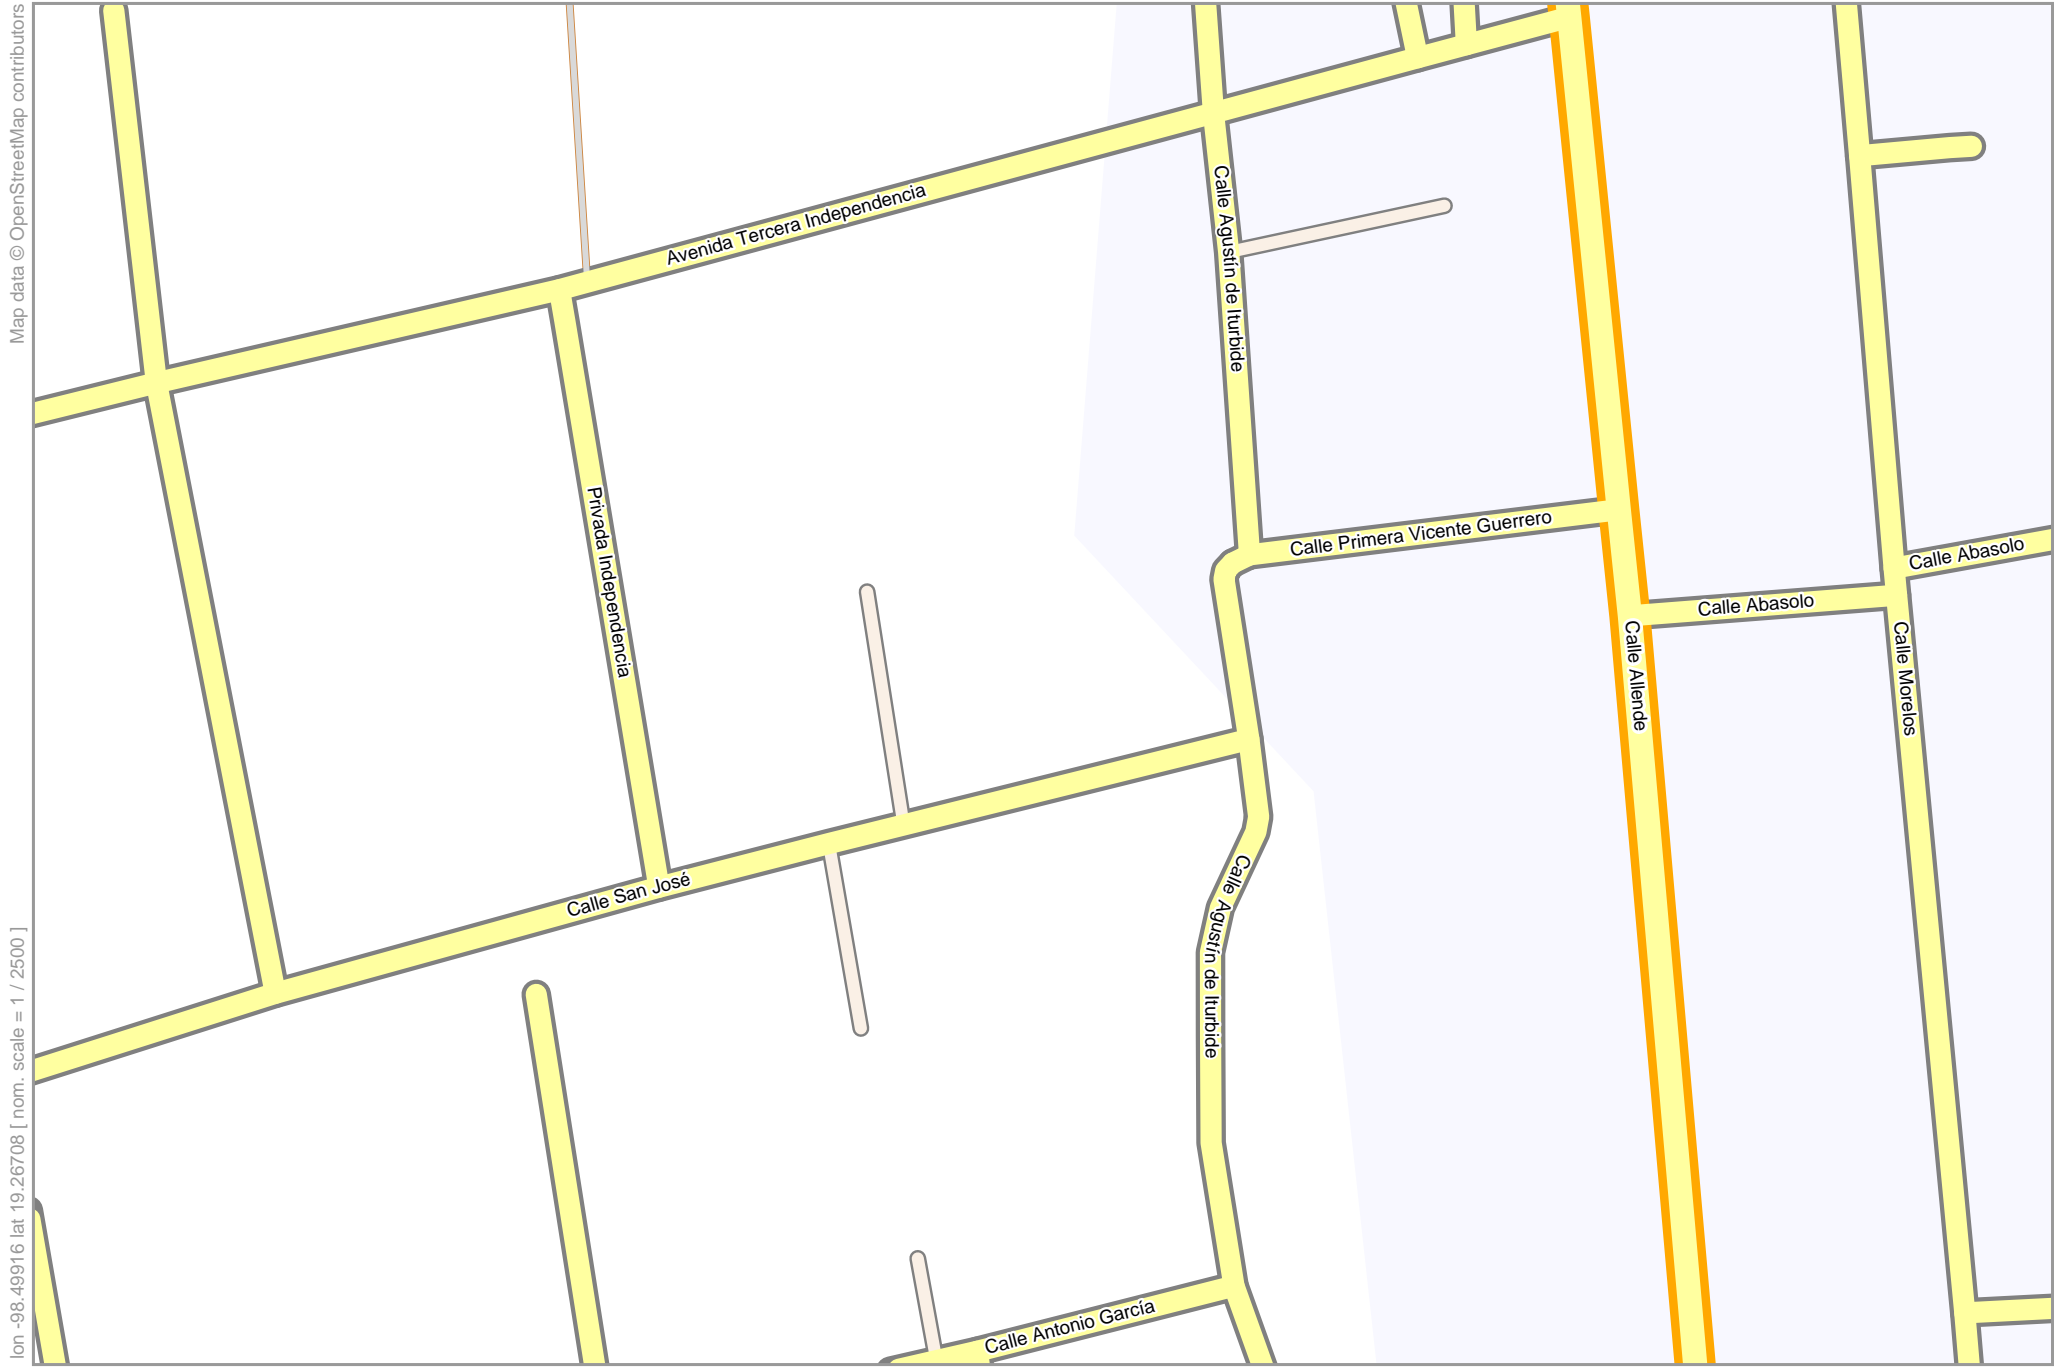 Map data © OpenStreetMap contributors
lon -98.499916 lat 19.26708 [ nom. scale = 1 / 2500 ]
Avenida Tercera Independencia
Calle Agustín de Iturbide
Privada Independencia
Calle Primera Vicente Guerrero
Calle Abasolo
Calle Abasolo
Calle Allende
Calle Morelos
Calle San José
Calle Agustín de Iturbide
Calle Antonio García